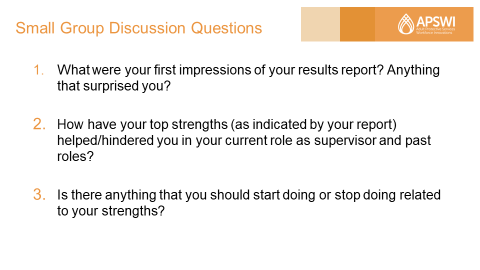 Small Group Discussion Questions
APSWI
1. What were your first impressions of your results report? Anything
that surprised you?
2. How have your top strengths (as indicated by your report)
helped/hindered you in your current role as supervisor and past
roles?
3. Is there anything that you should start doing or stop doing related
to your strengths?